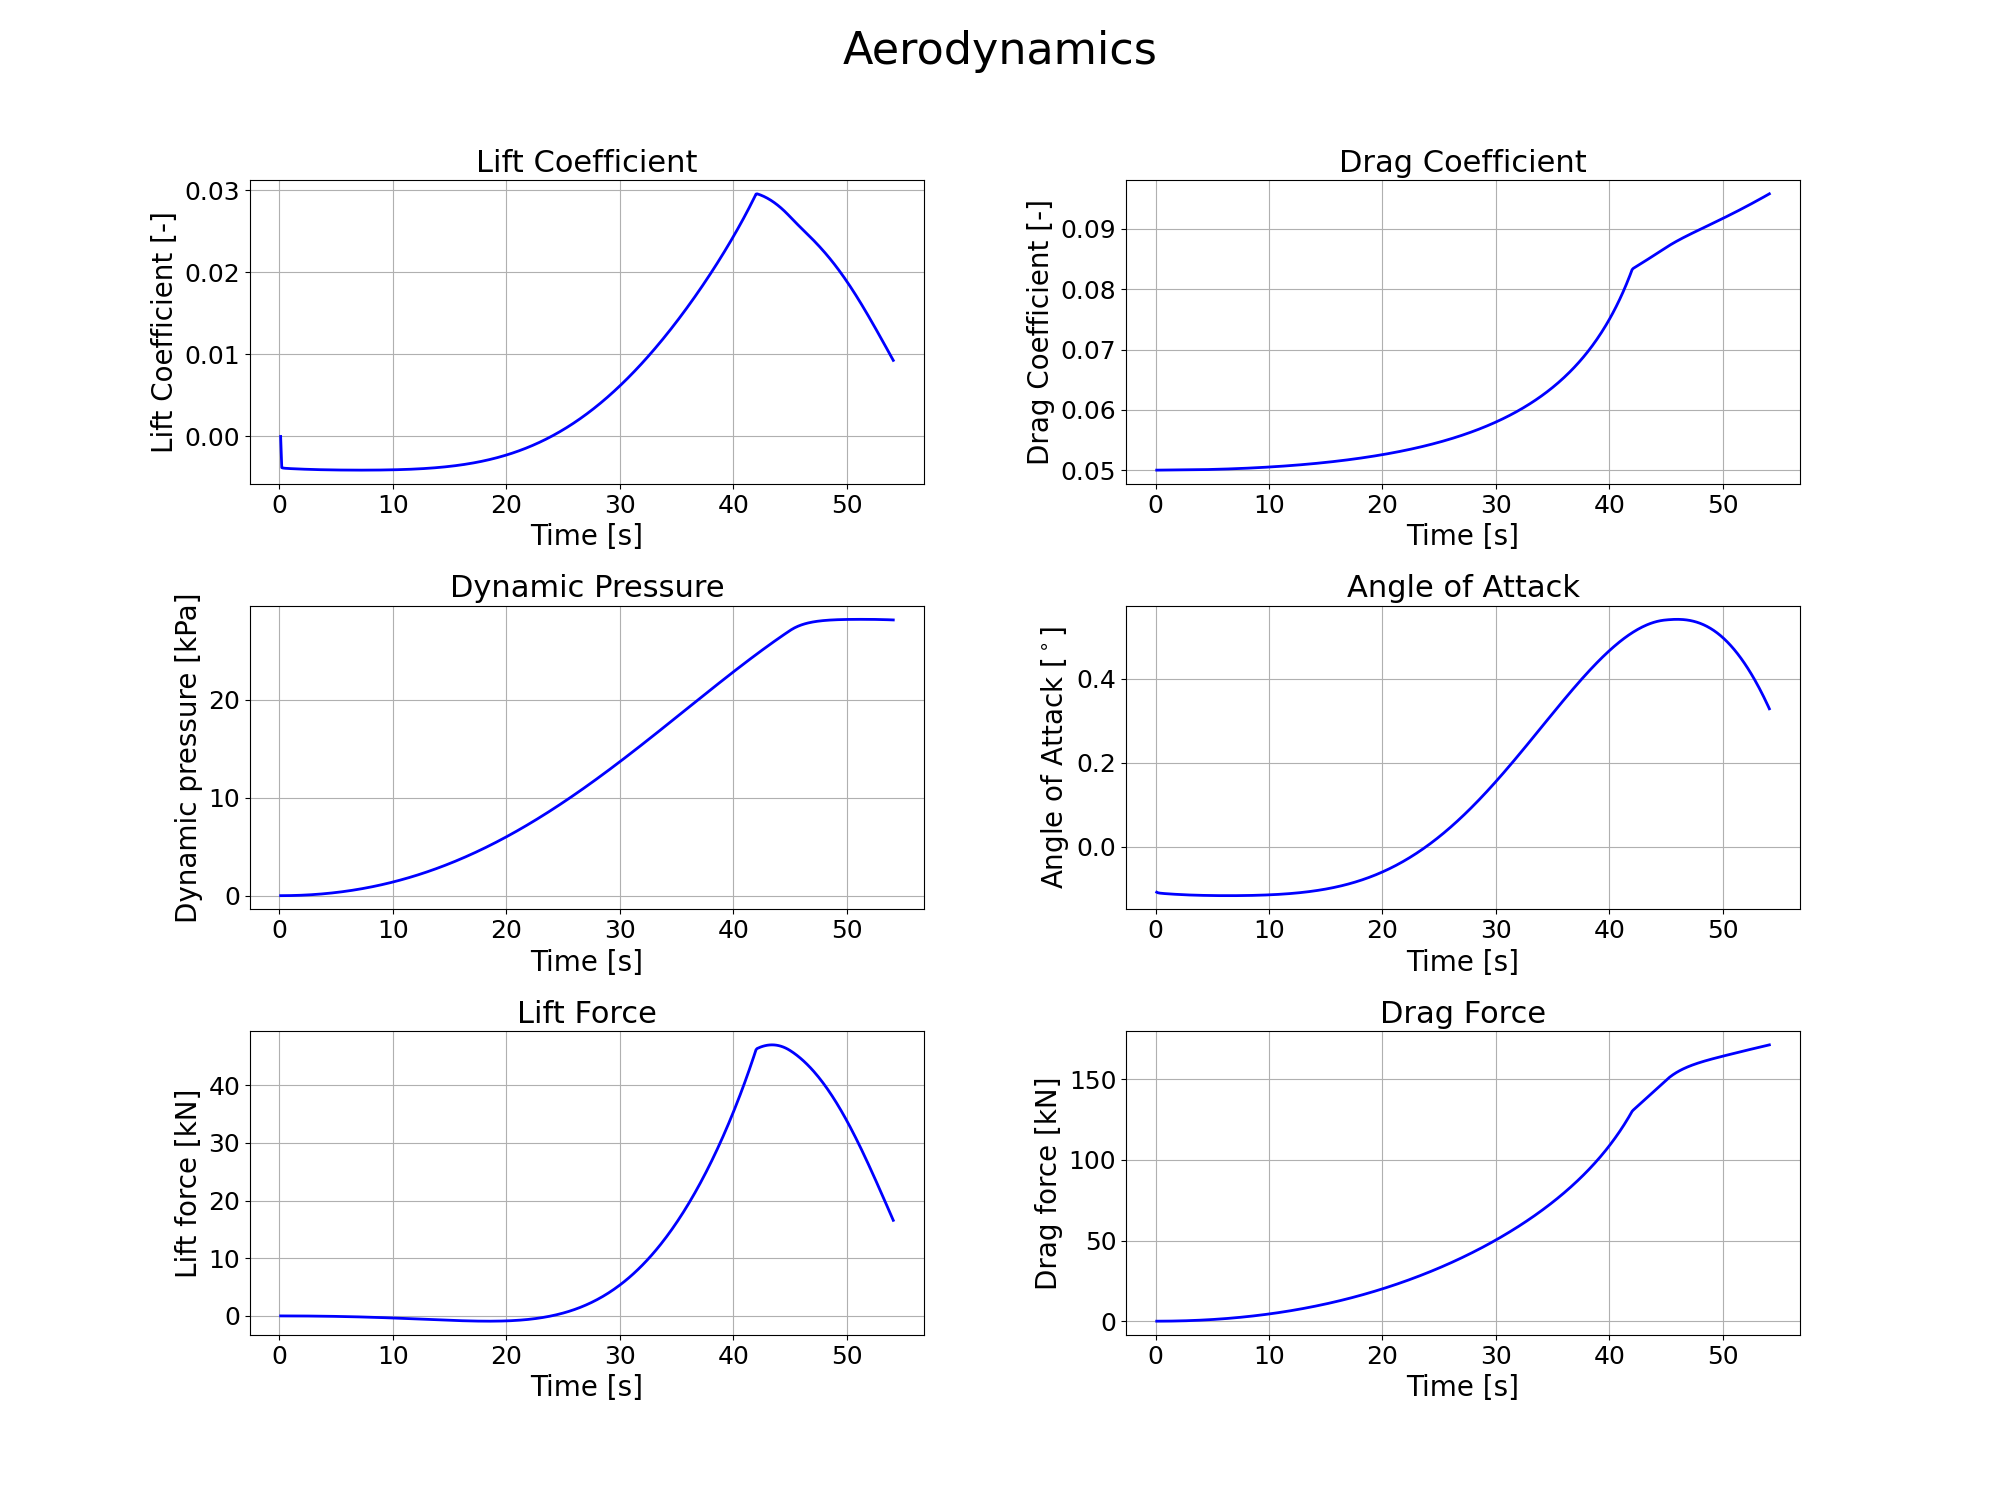 Aerodynamics
Lift Coefficient
Lift Coefficient [-]
0.03
0.02
0.01
0.00
0 10 20 30 40 50
Time [s]
Drag Coefficient
Drag Coefficient [-]
0.09
0.08
0.07
0.06
0.05
0 10 20 30 40 50
Time [s]
Dynamic Pressure
Dynamic pressure [kPa]
20
10
0
0 10 20 30 40 50
Time [s]
Angle of Attack
Angle of Attack [°]
0.4
0.2
0.0
0 10 20 30 40 50
Time [s]
Lift Force
Lift force [kN]
40
30
20
10
0
0 10 20 30 40 50
Time [s]
Drag Force
Drag force [kN]
150
100
50
0
0 10 20 30 40 50
Time [s]